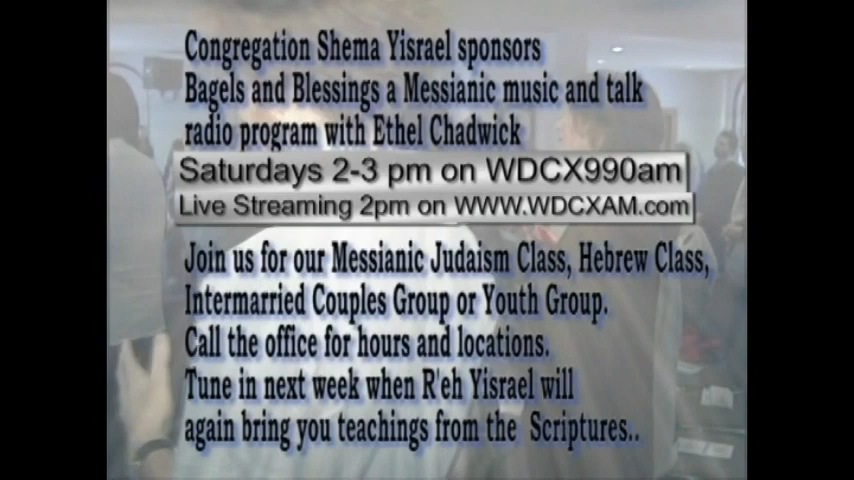 Congregation Shema Yisrael sponsors
Bagels and Blessings a Messianic music and talk
radio program with Ethel Chadwick
Saturdays 2-3 pm on WDCX990am
Live Streaming 2pm on WWW.WDCXAM.com
Join us for our Messianic Judaism Class, Hebrew Class,
Intermarried Couples Group or Youth Group.
Call the office for hours and locations.
Tune in next week when R'eh Yisrael will
again bring you teachings from the Scriptures..